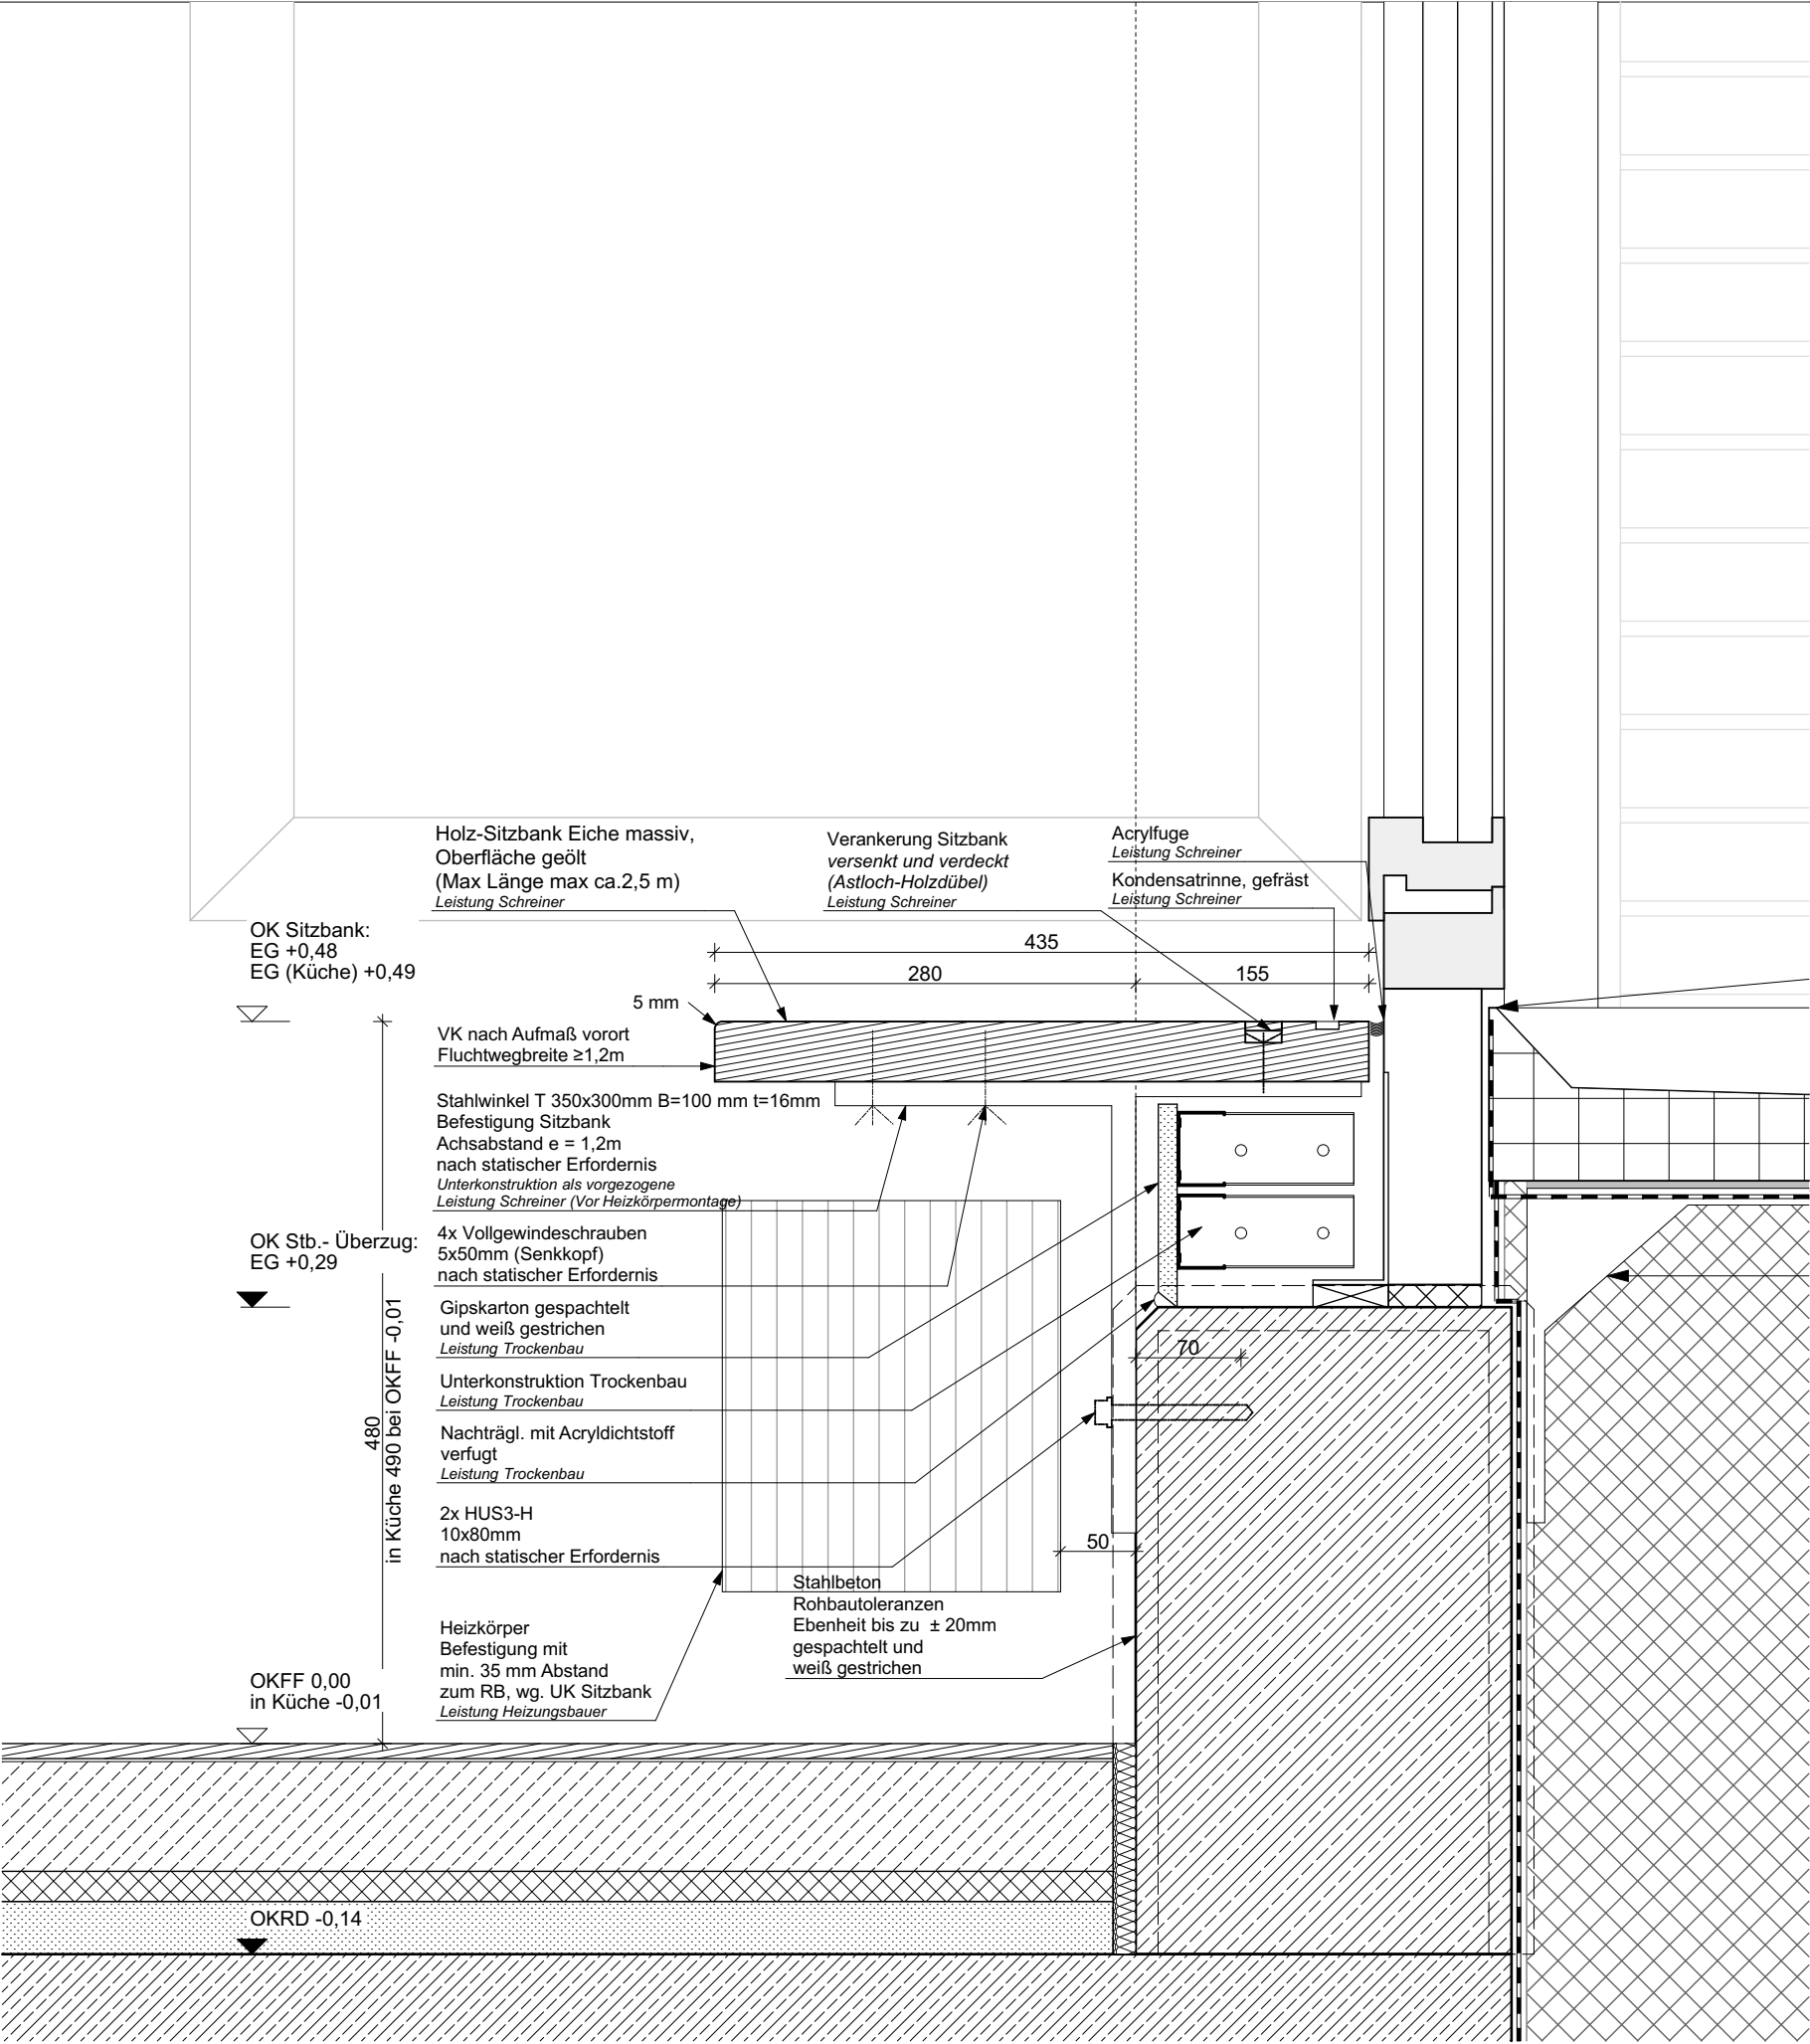 Holz-Sitzbank Eiche massiv,
Oberfläche geölt
(Max Länge max ca.2,5 m)
Leistung Schreiner
Verankerung Sitzbank
versenkt und verdeckt
(Astloch-Holzdübel)
Leistung Schreiner
Acrylfuge
Leistung Schreiner
Kondensatrinne, gefräst
Leistung Schreiner
OK Sitzbank:
EG +0,48
EG (Küche) +0,49
435
280
155
5 mm
VK nach Aufmaß vorort
Fluchtwegbreite ≥1,2m
Stahlwinkel T 350x300mm B=100 mm t=16mm
Befestigung Sitzbank
Achsabstand e = 1,2m
nach statischer Erfordernis
Unterkonstruktion als vorgezogene
Leistung Schreiner (Vor Heizkörpermontage)
OK Stb.- Überzug:
EG +0,29
4x Vollgewindeschrauben
5x50mm (Senkkopf)
nach statischer Erfordernis
Gipskarton gespachtelt
und weiß gestrichen
Leistung Trockenbau
70
Unterkonstruktion Trockenbau
Leistung Trockenbau
480
in Küche 490 bei OKFF -0,01
Nachträgl. mit Acryldichtstoff
verfugt
Leistung Trockenbau
2x HUS3-H
10x80mm
nach statischer Erfordernis
50
Stahlbeton
Rohbautoleranzen
Ebenheit bis zu ± 20mm
gespachtelt und
weiß gestrichen
Heizkörper
Befestigung mit
min. 35 mm Abstand
zum RB, wg. UK Sitzbank
Leistung Heizungsbauer
OKFF 0,00
in Küche -0,01
OKRD -0,14